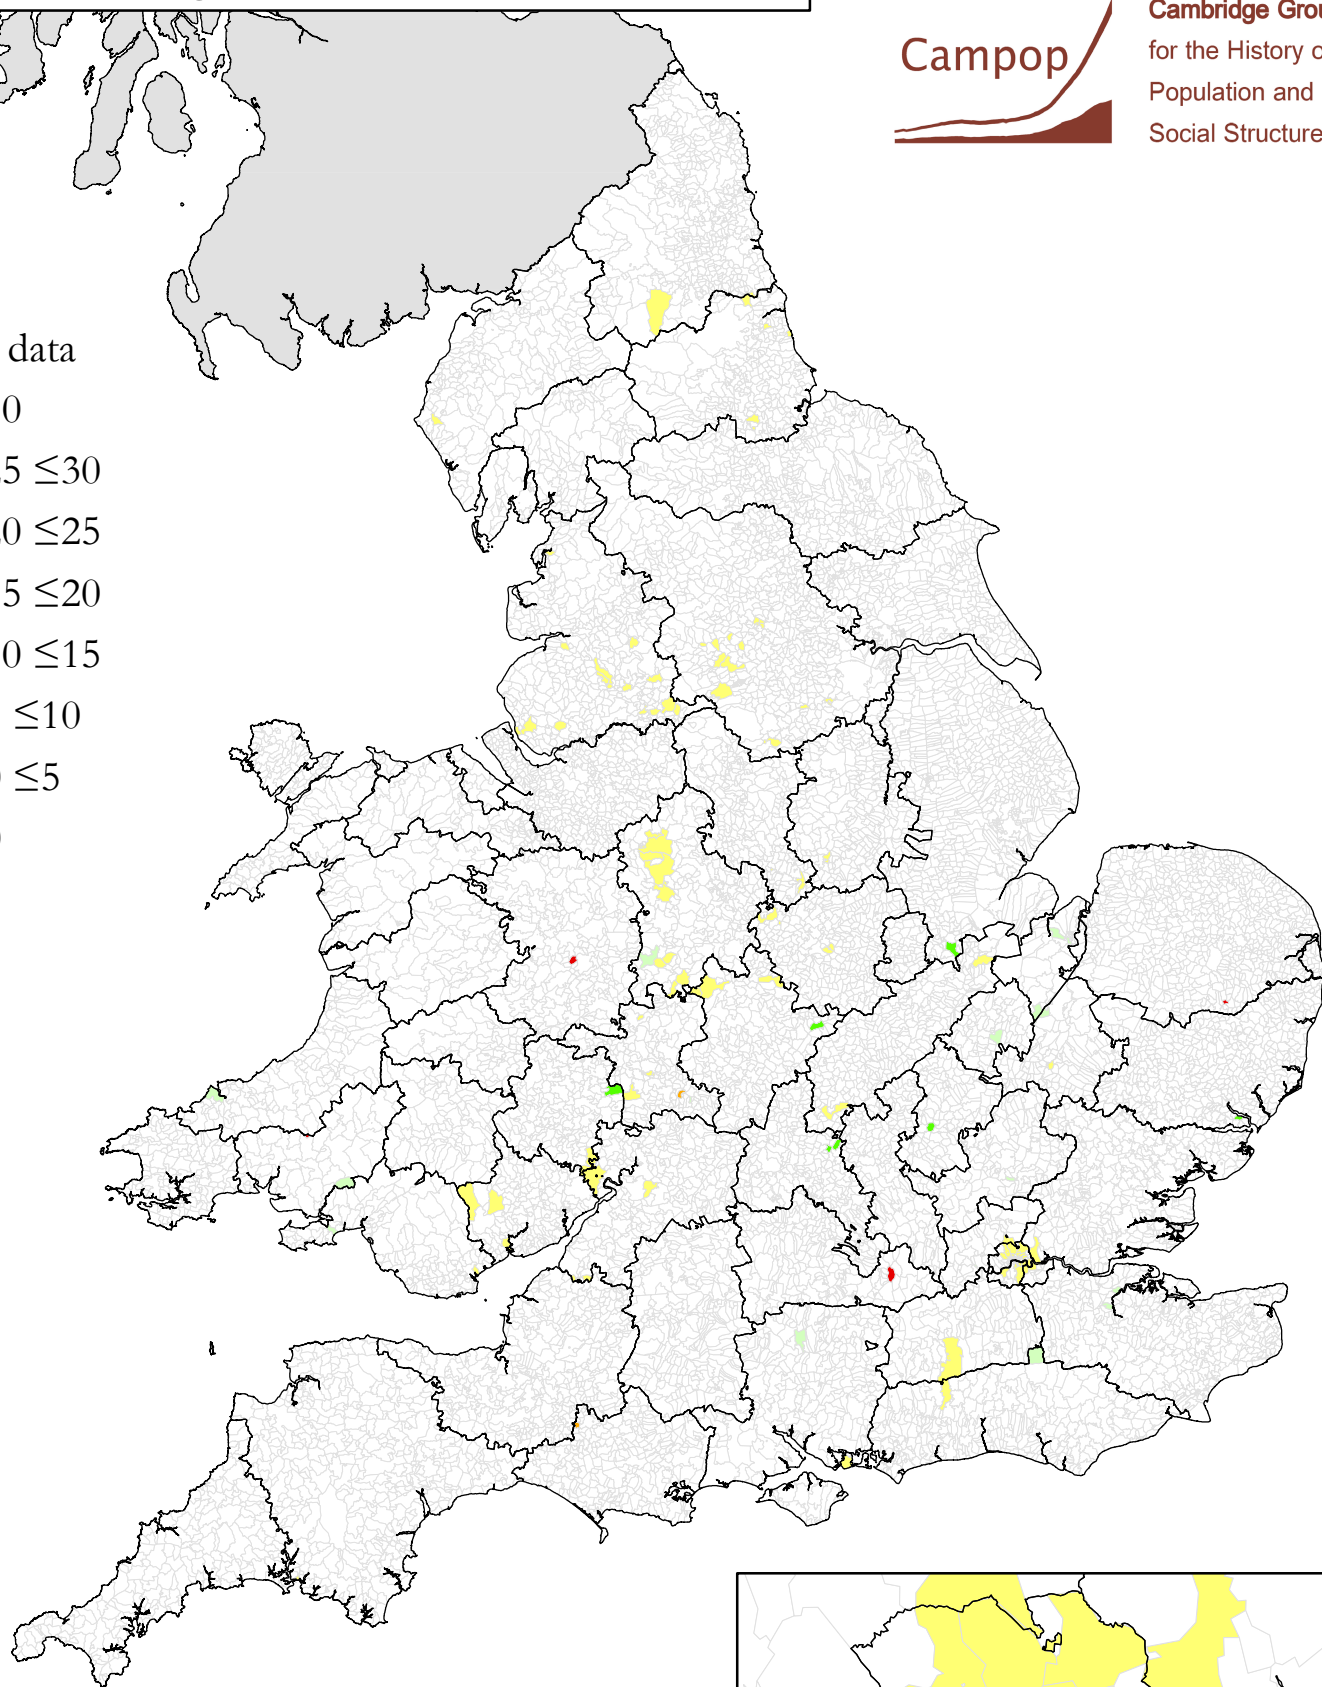 Cambridge Grou
Campop
for the History o
Population and
Social Structure
data
0
5 ≤30
0 ≤25
5 ≤20
0 ≤15
≤10
≤5